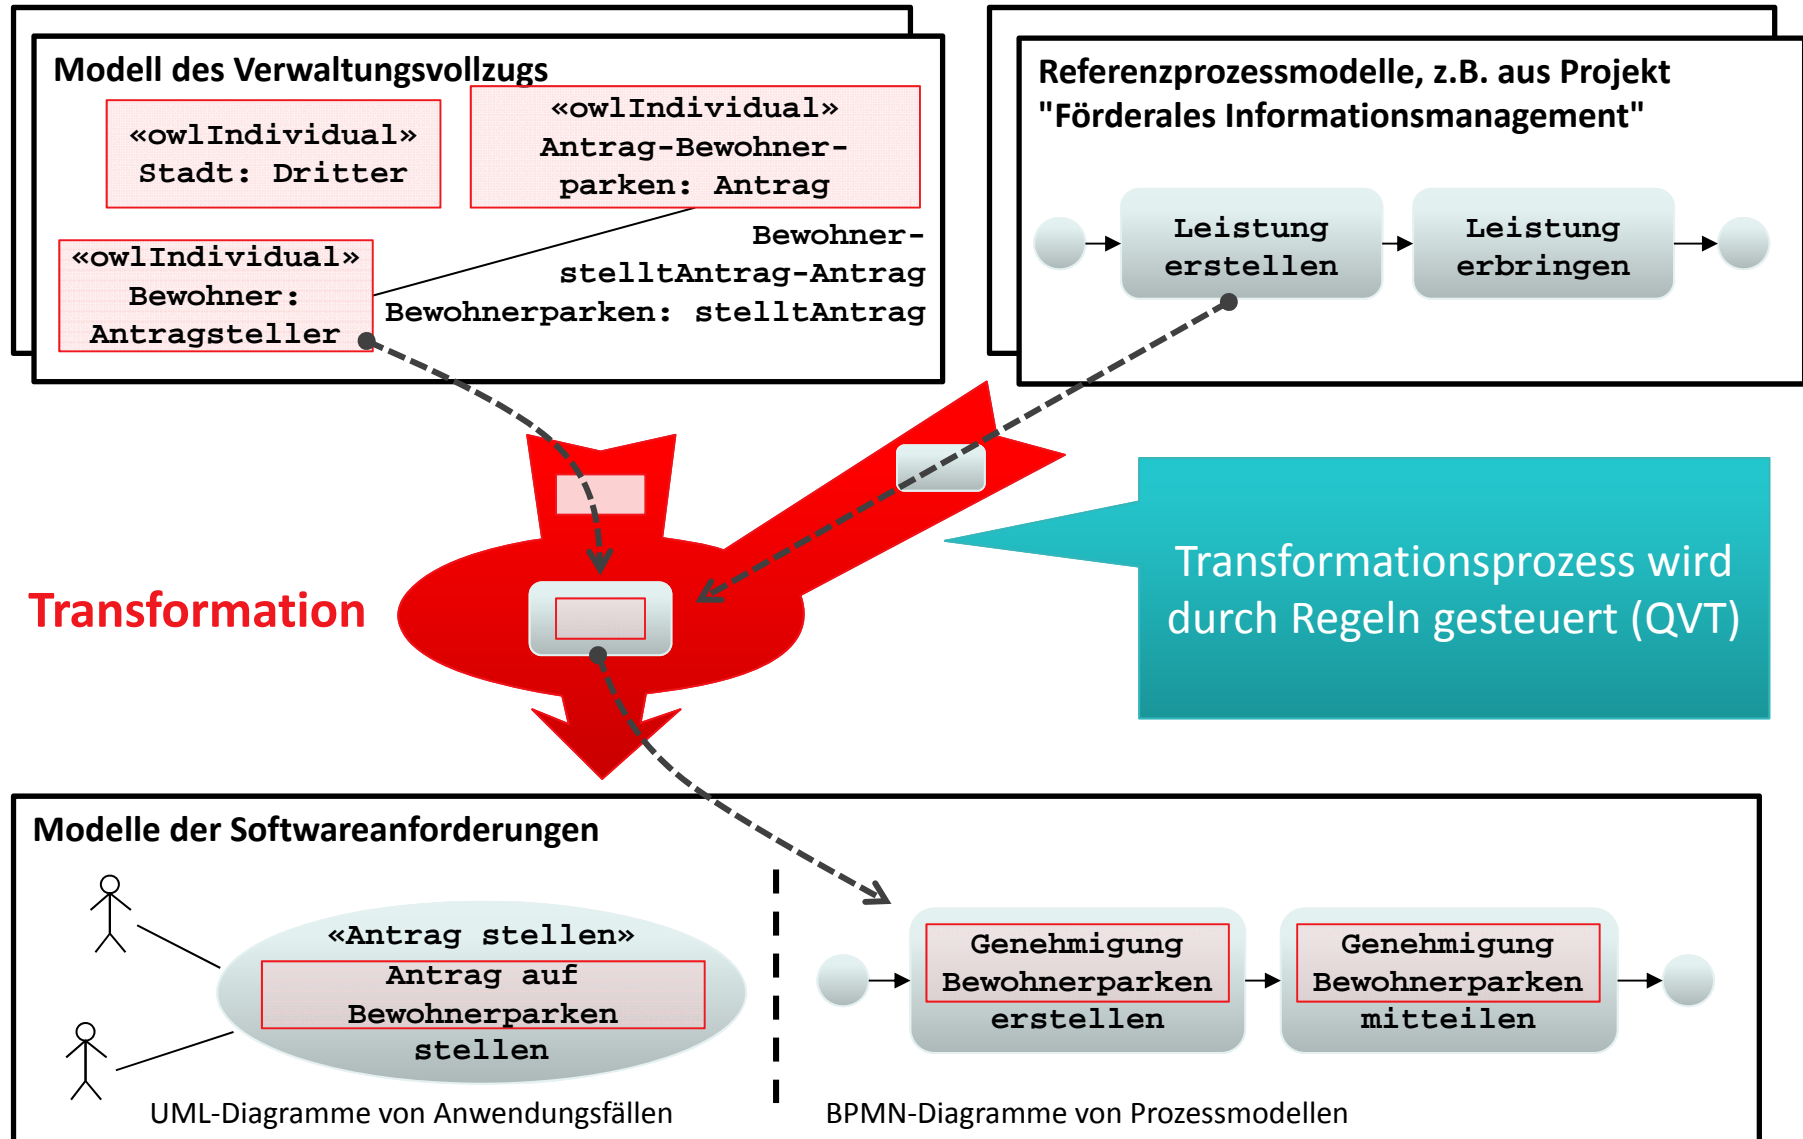 Modell des Verwaltungsvollzugs
«owlIndividual»
Stadt: Dritter
«owlIndividual»
Antrag-Bewohner-
parken: Antrag
«owlIndividual»
Bewohner:
Antragsteller
Bewohner-
stelltAntrag-Antrag
Bewohnerparken: stelltAntrag
Referenzprozessmodelle, z.B. aus Projekt
"Förderales Informationsmanagement"
Leistung
erstellen
Leistung
erbringen
Transformation
Transformationsprozess wird
durch Regeln gesteuert (QVT)
Modelle der Softwareanforderungen
«Antrag stellen»
Antrag auf
Bewohnerparken
stellen
UML-Diagramme von Anwendungsfällen
Genehmigung
Bewohnerparken
erstellen
Genehmigung
Bewohnerparken
mitteilen
BPMN-Diagramme von Prozessmodellen